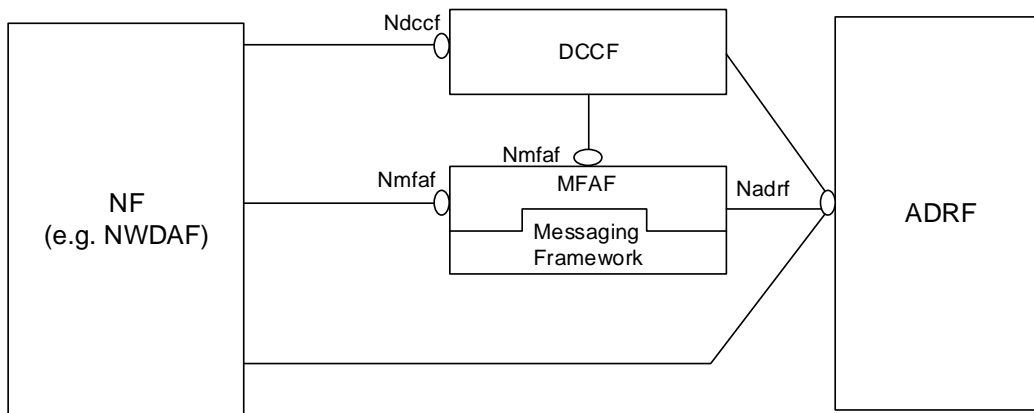 Ndccf
DCCF
Nmfaf
Nmfaf
MFAF
Nadrf
NF
(e.g. NWDAF)
Messaging
Framework
ADRF